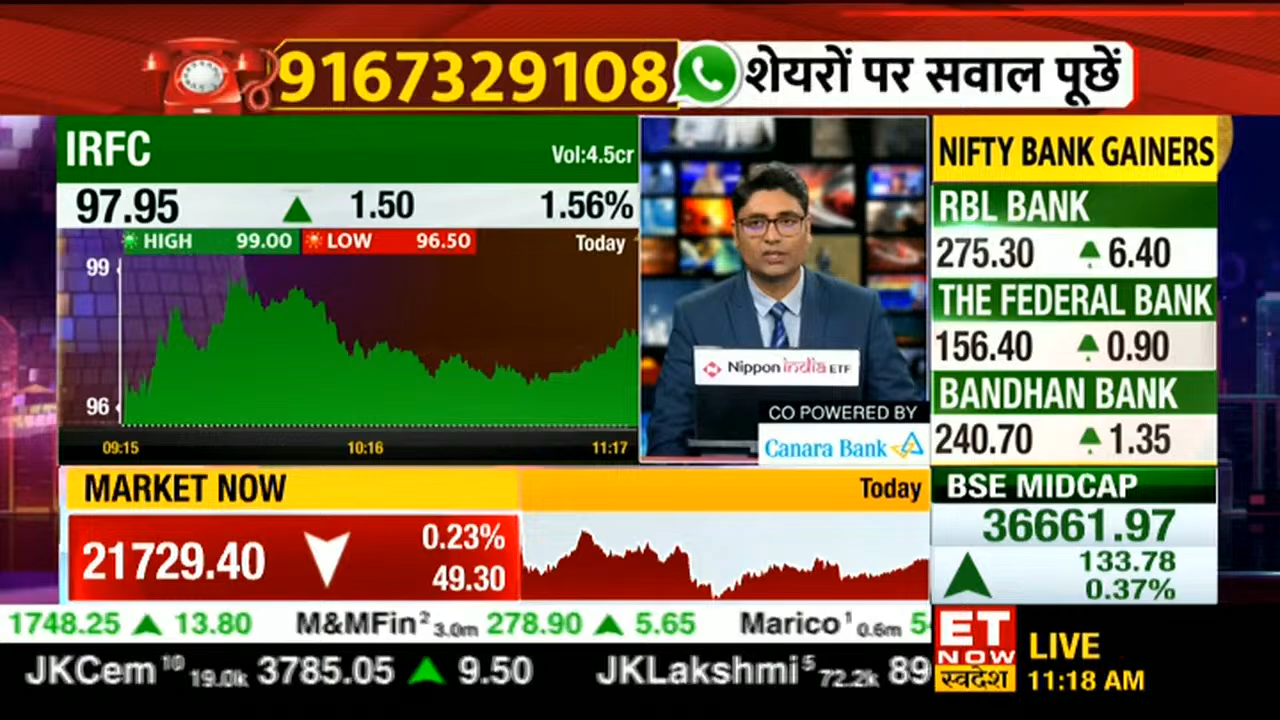 9167329108 शेयरों पर सवाल पूछें
IRFC Vol:4.5cr
97.95 1.50 1.56%
HIGH 99.00 LOW 96.50 Today
99
96
09:15 10:16 11:17
Nippon india ETF
CO POWERED BY
Canara Bank
NIFTY BANK GAINERS
RBL BANK
275.30 6.40
THE FEDERAL BANK
156.40 0.90
BANDHAN BANK
240.70 1.35
BSE MIDCAP
36661.97
133.78
0.37%
MARKET NOW Today
21729.40 0.23%
49.30
1748.25 13.80 M&MFin 2 3.0m 278.90 5.65 Marico 1 0.6m
JKCem 10 19.0k 3785.05 9.50 JKLakshmi 5 72.2k 89
ET
NOW
स्वदेश
LIVE
11:18 AM